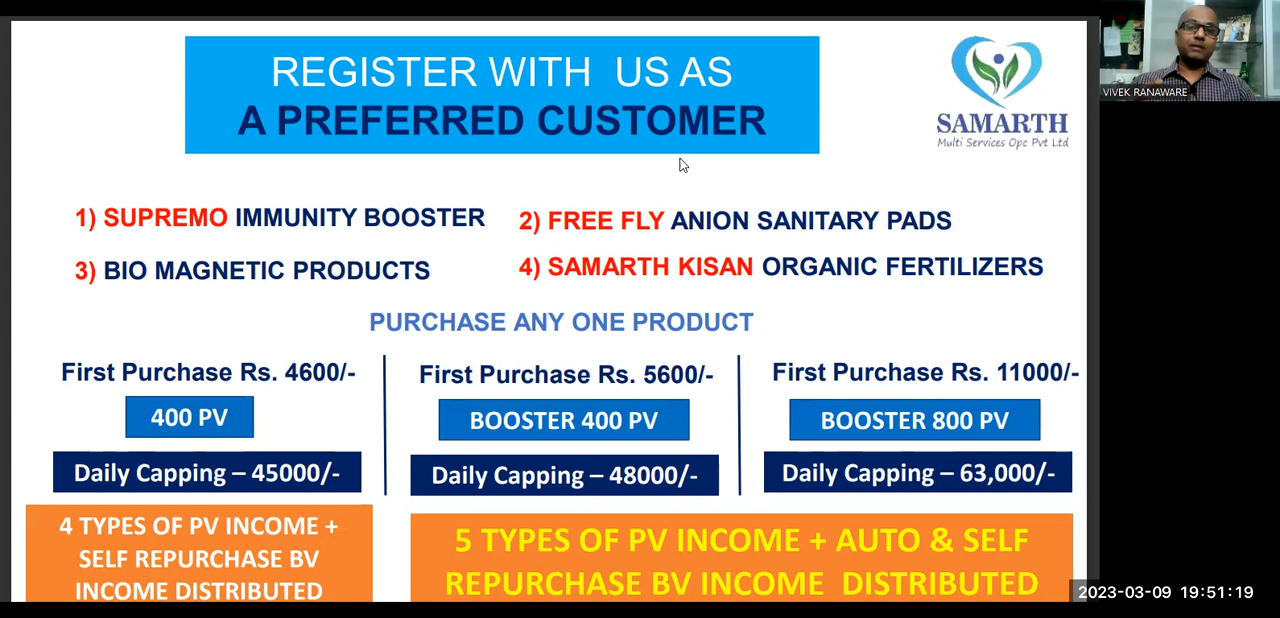 REGISTER WITH US AS
A PREFERRED CUSTOMER
SAMARTH
Multi Services Opc Pvt Ltd
VIVEK RANAWARE
1) SUPREMO IMMUNITY BOOSTER
2) FREE FLY ANION SANITARY PADS
3) BIO MAGNETIC PRODUCTS
4) SAMARTH KISAN ORGANIC FERTILIZERS
PURCHASE ANY ONE PRODUCT
First Purchase Rs. 4600/-
400 PV
Daily Capping – 45000/-
4 TYPES OF PV INCOME +
SELF REPURCHASE BV
INCOME DISTRIBUTED
First Purchase Rs. 5600/-
BOOSTER 400 PV
Daily Capping – 48000/-
First Purchase Rs. 11000/-
BOOSTER 800 PV
Daily Capping – 63,000/-
5 TYPES OF PV INCOME + AUTO & SELF
REPURCHASE BV INCOME DISTRIBUTED
2023-03-09 19:51:19